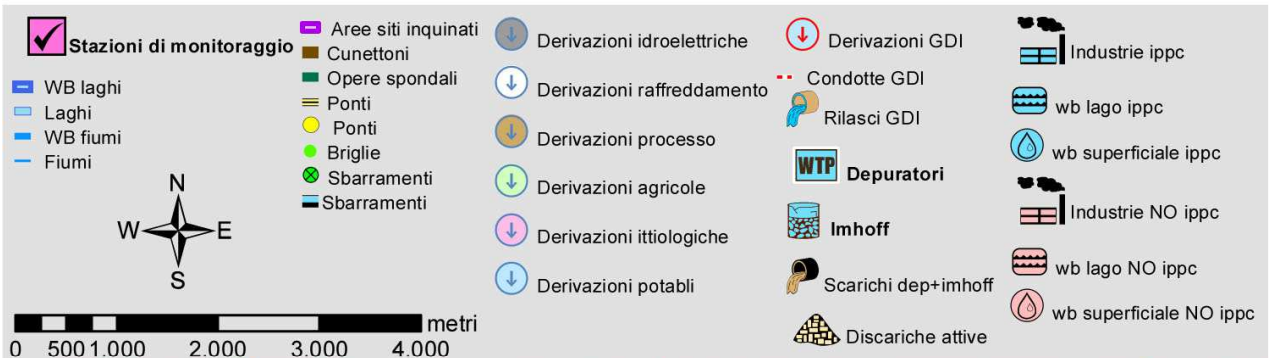 Stazioni di monitoraggio
WB laghi
Laghi
WB fiumi
Fiumi
N
W E
S
metri
0 500 1.000 2.000 3.000 4.000
Aree siti inquinati
Cunettoni
Opere spondali
Ponti
Ponti
Briglie
Sbarramenti
Sbarramenti
Derivazioni idroelettriche
Derivazioni raffreddamento
Derivazioni processo
Derivazioni agricole
Derivazioni ittiologiche
Derivazioni potabili
Derivazioni GDI
Condotte GDI
Rilasci GDI
WTP Depuratori
Imhoff
Scarichi dep+imhoff
Discariche attive
Industrie ippc
wb lago ippc
wb superficiale ippc
Industrie NO ippc
wb lago NO ippc
wb superficiale NO ippc